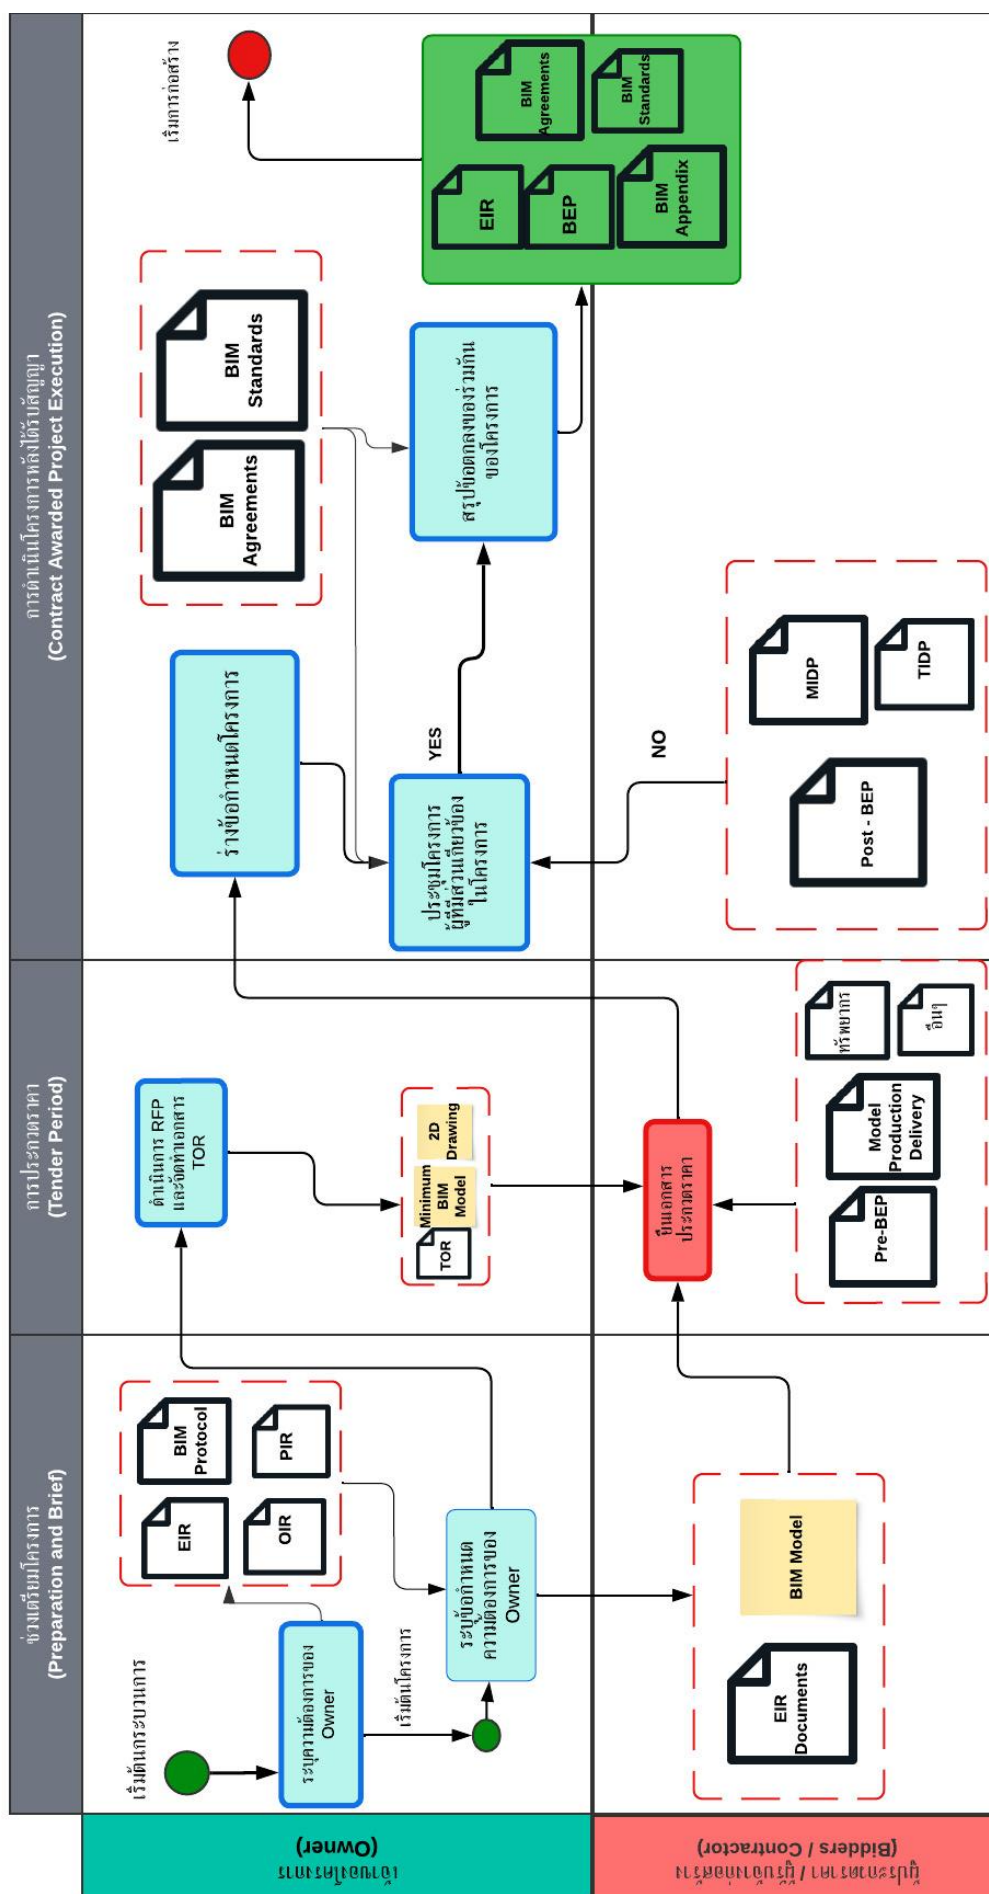 ช่วงเตรียมโครงการ
(Preparation and Brief)
การประกวดราคา
(Tender Period)
การดำเนินโครงการหลังได้รับสัญญา
(Contract Awarded Project Execution)
เจ้าของโครงการ
(Owner)
เริ่มต้นกระบวนการ
ระบุความต้องการของ
Owner
เริ่มต้นโครงการ
EIR
BIM
Protocol
OIR
PIR
ระบุข้อกำหนด
ความต้องการของ
Owner
ดำเนินการ RFP
และจัดทำเอกสาร
TOR
TOR
Minimum
BIM
Model
2D
Drawing
ร่างข้อกำหนดโครงการ
ประชุมโครงการ
ผู้ที่มีส่วนเกี่ยวข้อง
ในโครงการ
YES
NO
BIM
Agreements
BIM
Standards
สรุปข้อตกลงของร่วมกัน
ของโครงการ
เริ่มการก่อสร้าง
EIR
BIM
Agreements
BEP
BIM
Standards
BIM
Appendix
ผู้ประกวดราคา / ผู้รับจ้างก่อสร้าง
(Bidders / Contractor)
EIR
Documents
BIM Model
ยื่นเอกสาร
ประกวดราคา
Pre-BEP
Model
Production
Delivery
ทรัพยากร
อื่นๆ
Post - BEP
MIDP
TIDP